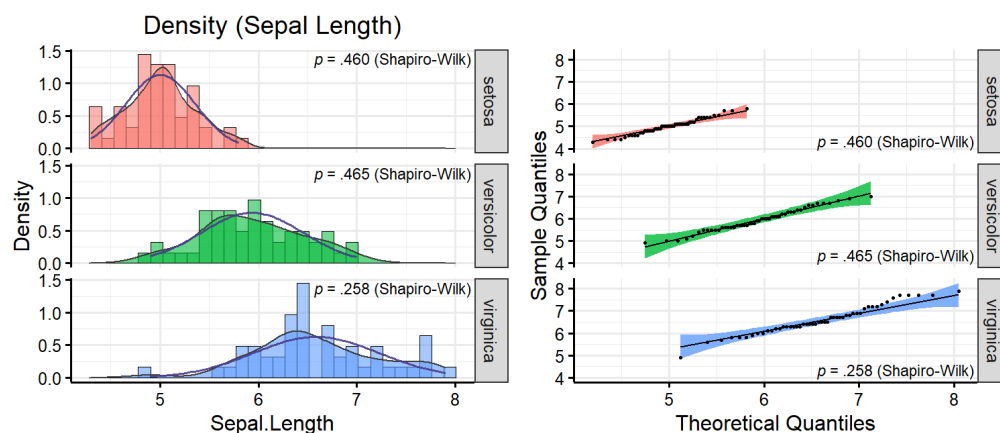 Density (Sepal Length)
Density
1.5
1.0
0.5
0.0
p = .460 (Shapiro-Wilk)
setosa
1.5
1.0
0.5
0.0
p = .465 (Shapiro-Wilk)
versicolor
1.5
1.0
0.5
0.0
p = .258 (Shapiro-Wilk)
virginica
5 6 7 8
Sepal.Length
Sample Quantiles
8
7
6
5
4
p = .460 (Shapiro-Wilk)
setosa
8
7
6
5
4
p = .465 (Shapiro-Wilk)
versicolor
8
7
6
5
4
p = .258 (Shapiro-Wilk)
virginica
5 6 7 8
Theoretical Quantiles